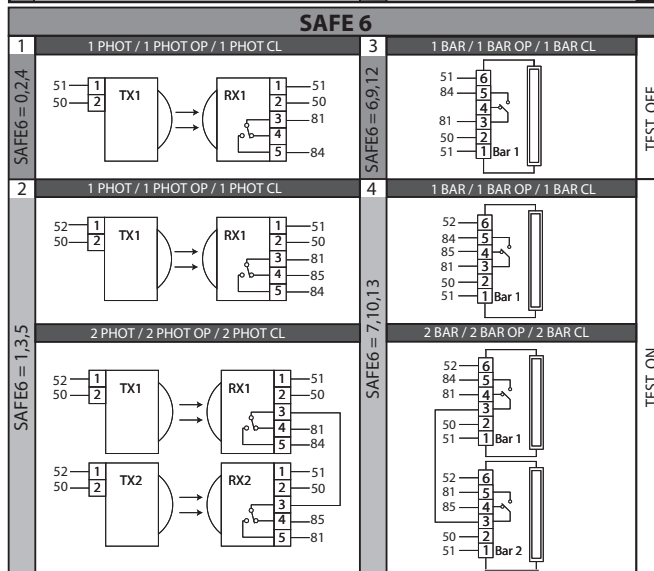 SAFE 6
1
1 PHOT / 1 PHOT OP / 1 PHOT CL
SAFE6 = 0,2,4
51 1 TX1 RX1 1 51
50 2 2 50
3 81
4
5 84
3
1 BAR / 1 BAR OP / 1 BAR CL
SAFE6 = 6,9,12
51 6
84 5
4
81 3
50 2
51 1 Bar 1
TEST OFF
2
1 PHOT / 1 PHOT OP / 1 PHOT CL
SAFE6 = 1,3,5
52 1 TX1 RX1 1 51
50 2 2 50
3 81
4 85
5 84
2 PHOT / 2 PHOT OP / 2 PHOT CL
52 1 TX1 RX1 1 51
50 2 2 50
3
4 81
5 84
52 1 TX2 RX2 1 51
50 2 2 50
3
4 85
5 81
4
1 BAR / 1 BAR OP / 1 BAR CL
SAFE6 = 7,10,13
52 6
84 5
85 4
81 3
50 2
51 1 Bar 1
2 BAR / 2 BAR OP / 2 BAR CL
52 6
84 5
81 4
3
50 2
51 1 Bar 1
52 6
81 5
85 4
3
50 2
51 1 Bar 2
TEST ON